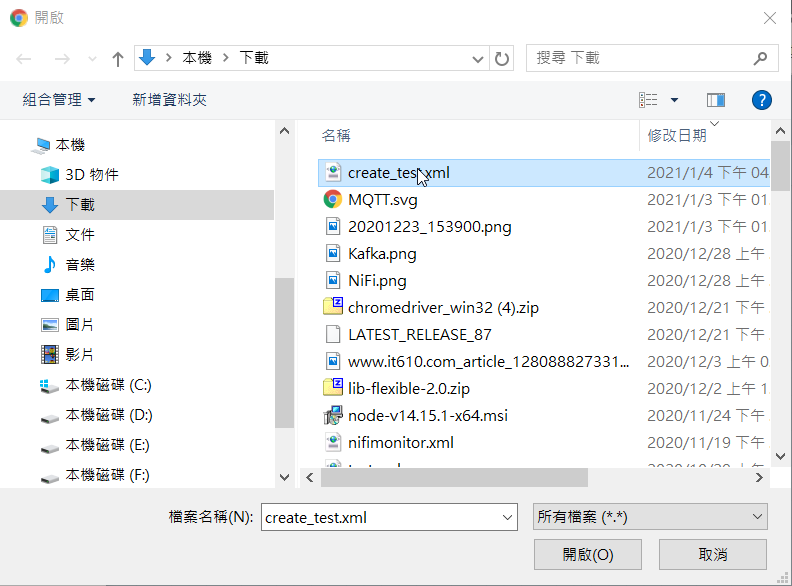 開啟
本機 › 下載
搜尋 下載
組合管理
新增資料夾
?
本機
3D 物件
下載
文件
音樂
桌面
圖片
影片
本機磁碟 (C:)
本機磁碟 (D:)
本機磁碟 (E:)
本機磁碟 (F:)
名稱 修改日期
create_test.xml 2021/1/4 下午 04
MQTT.svg 2021/1/3 下午 01
20201223_153900.png 2021/1/3 下午 01
Kafka.png 2020/12/28 上午
NiFi.png 2020/12/28 上午
chromedriver_win32 (4).zip 2020/12/21 下午
LATEST_RELEASE_87 2020/12/21 下午
www.it610.com_article_128088827331... 2020/12/3 上午 0
lib-flexible-2.0.zip 2020/12/2 上午 1
node-v14.15.1-x64.msi 2020/11/24 下午
nifimonitor.xml 2020/11/19 下午
檔案名稱(N): create_test.xml
所有檔案 (*.*)
開啟(O)
取消